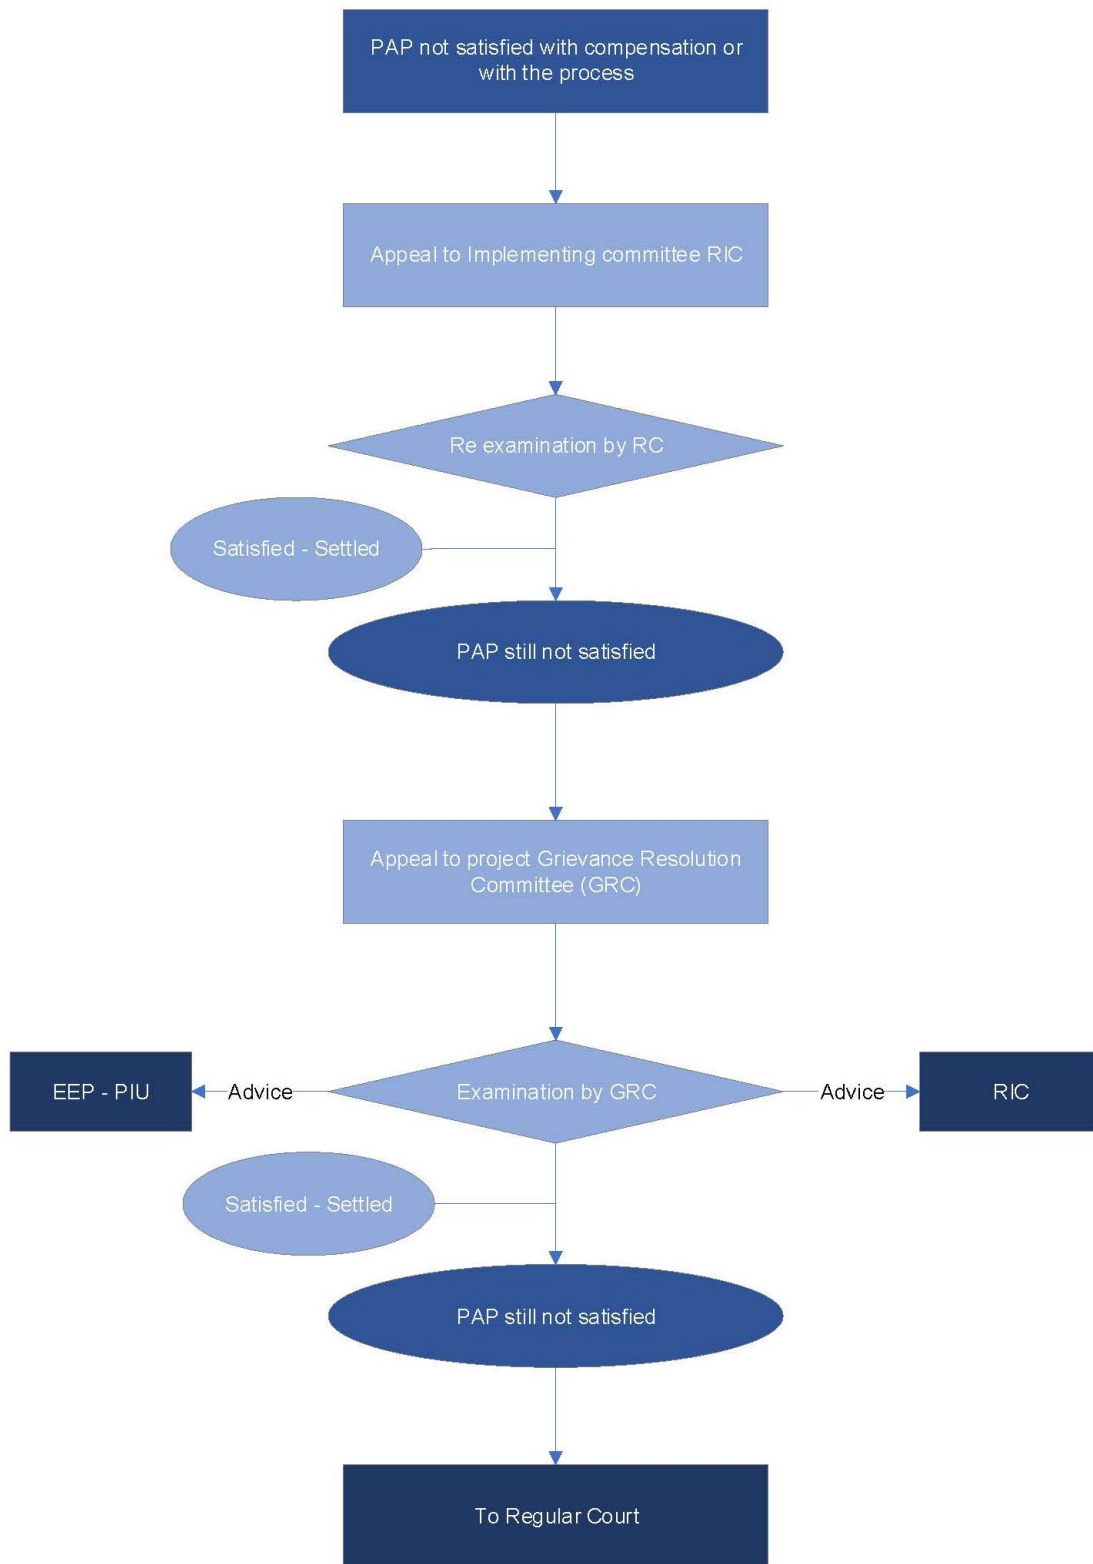 PAP not satisfied with compensation or
with the process
Appeal to Implementing committee RIC
Re examination by RC
Satisfied - Settled
PAP still not satisfied
Appeal to project Grievance Resolution
Committee (GRC)
EEP - PIU
Advice
Examination by GRC
Advice
RIC
Satisfied - Settled
PAP still not satisfied
To Regular Court